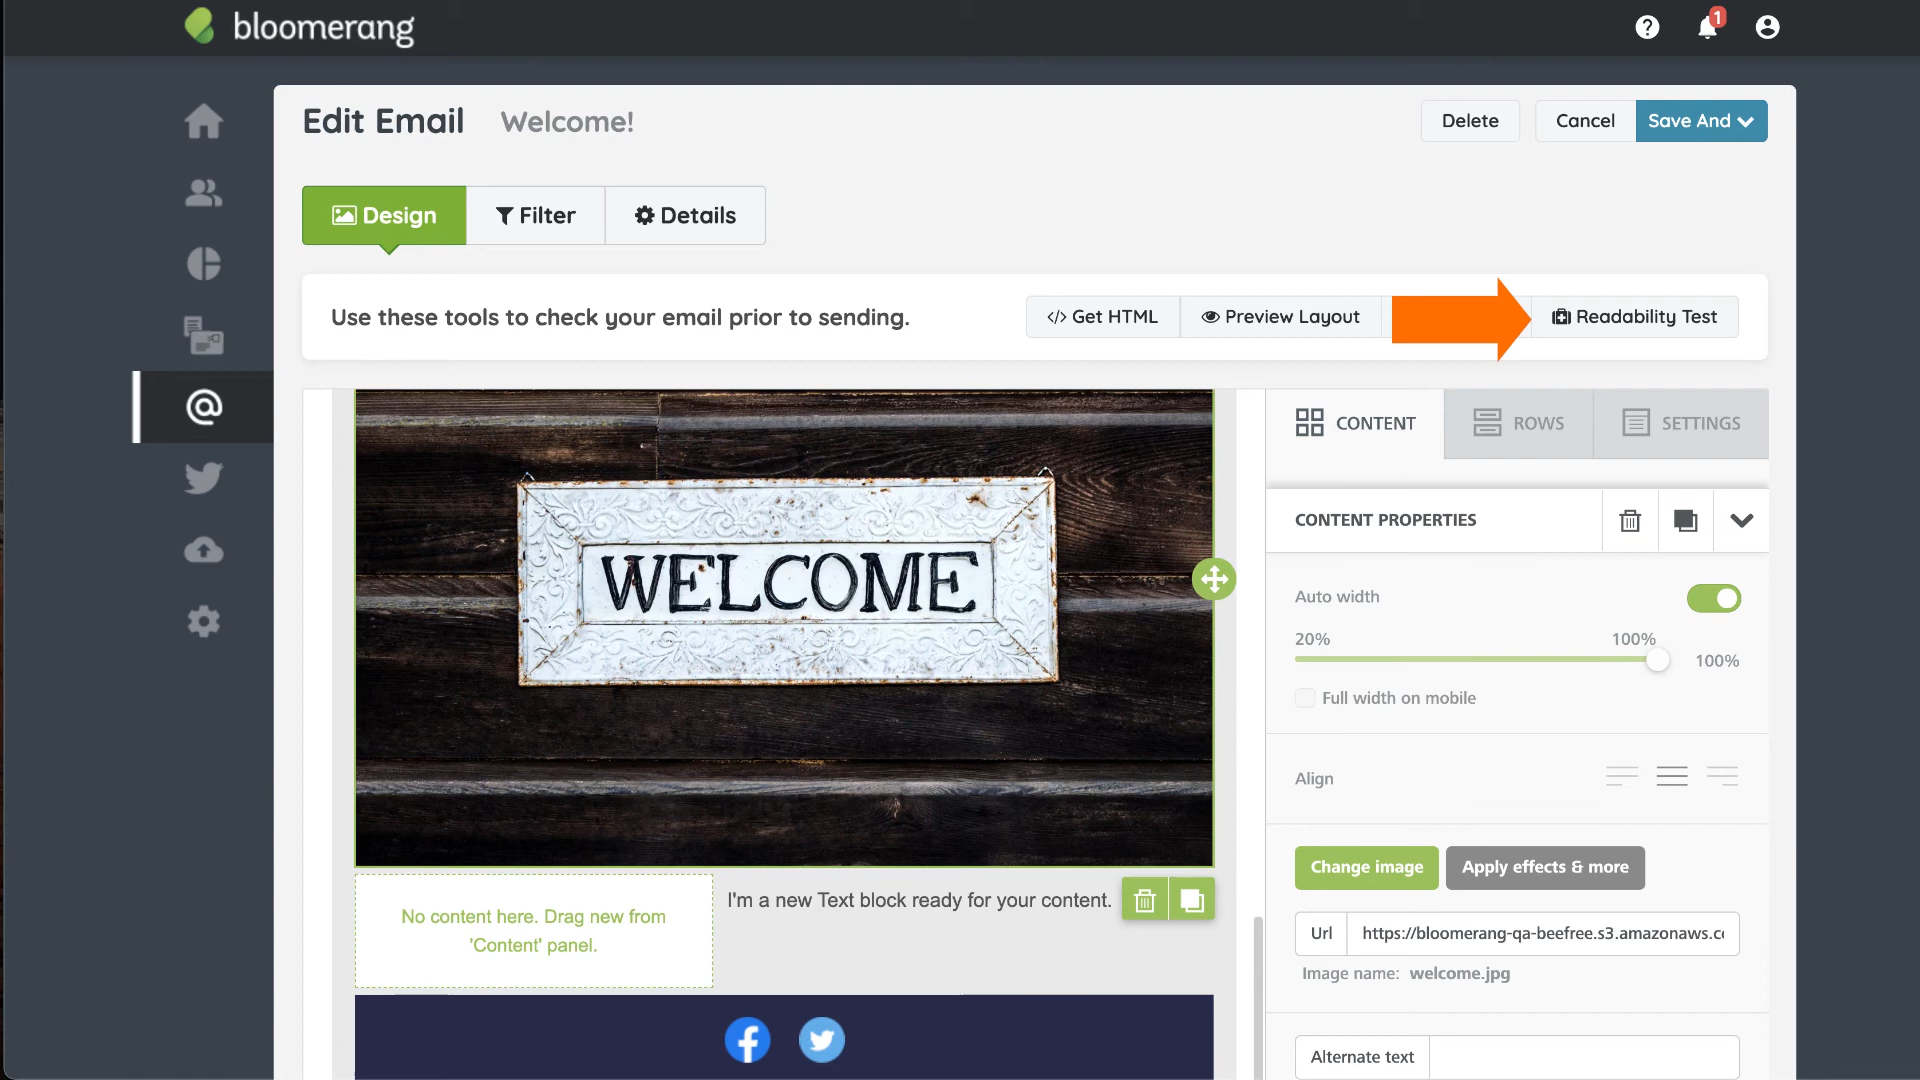 bloomerang
1
Edit Email Welcome!
Delete Cancel Save And
Design Filter Details
Use these tools to check your email prior to sending.
</> Get HTML Preview Layout Readability Test
CONTENT ROWS SETTINGS
WELCOME
CONTENT PROPERTIES
Auto width
20% 100%
100%
Full width on mobile
Align
Change image Apply effects & more
No content here. Drag new from
'Content' panel.
I'm a new Text block ready for your content.
Url https://bloomerang-qa-beefree.s3.amazonaws.c
Image name: welcome.jpg
Alternate text